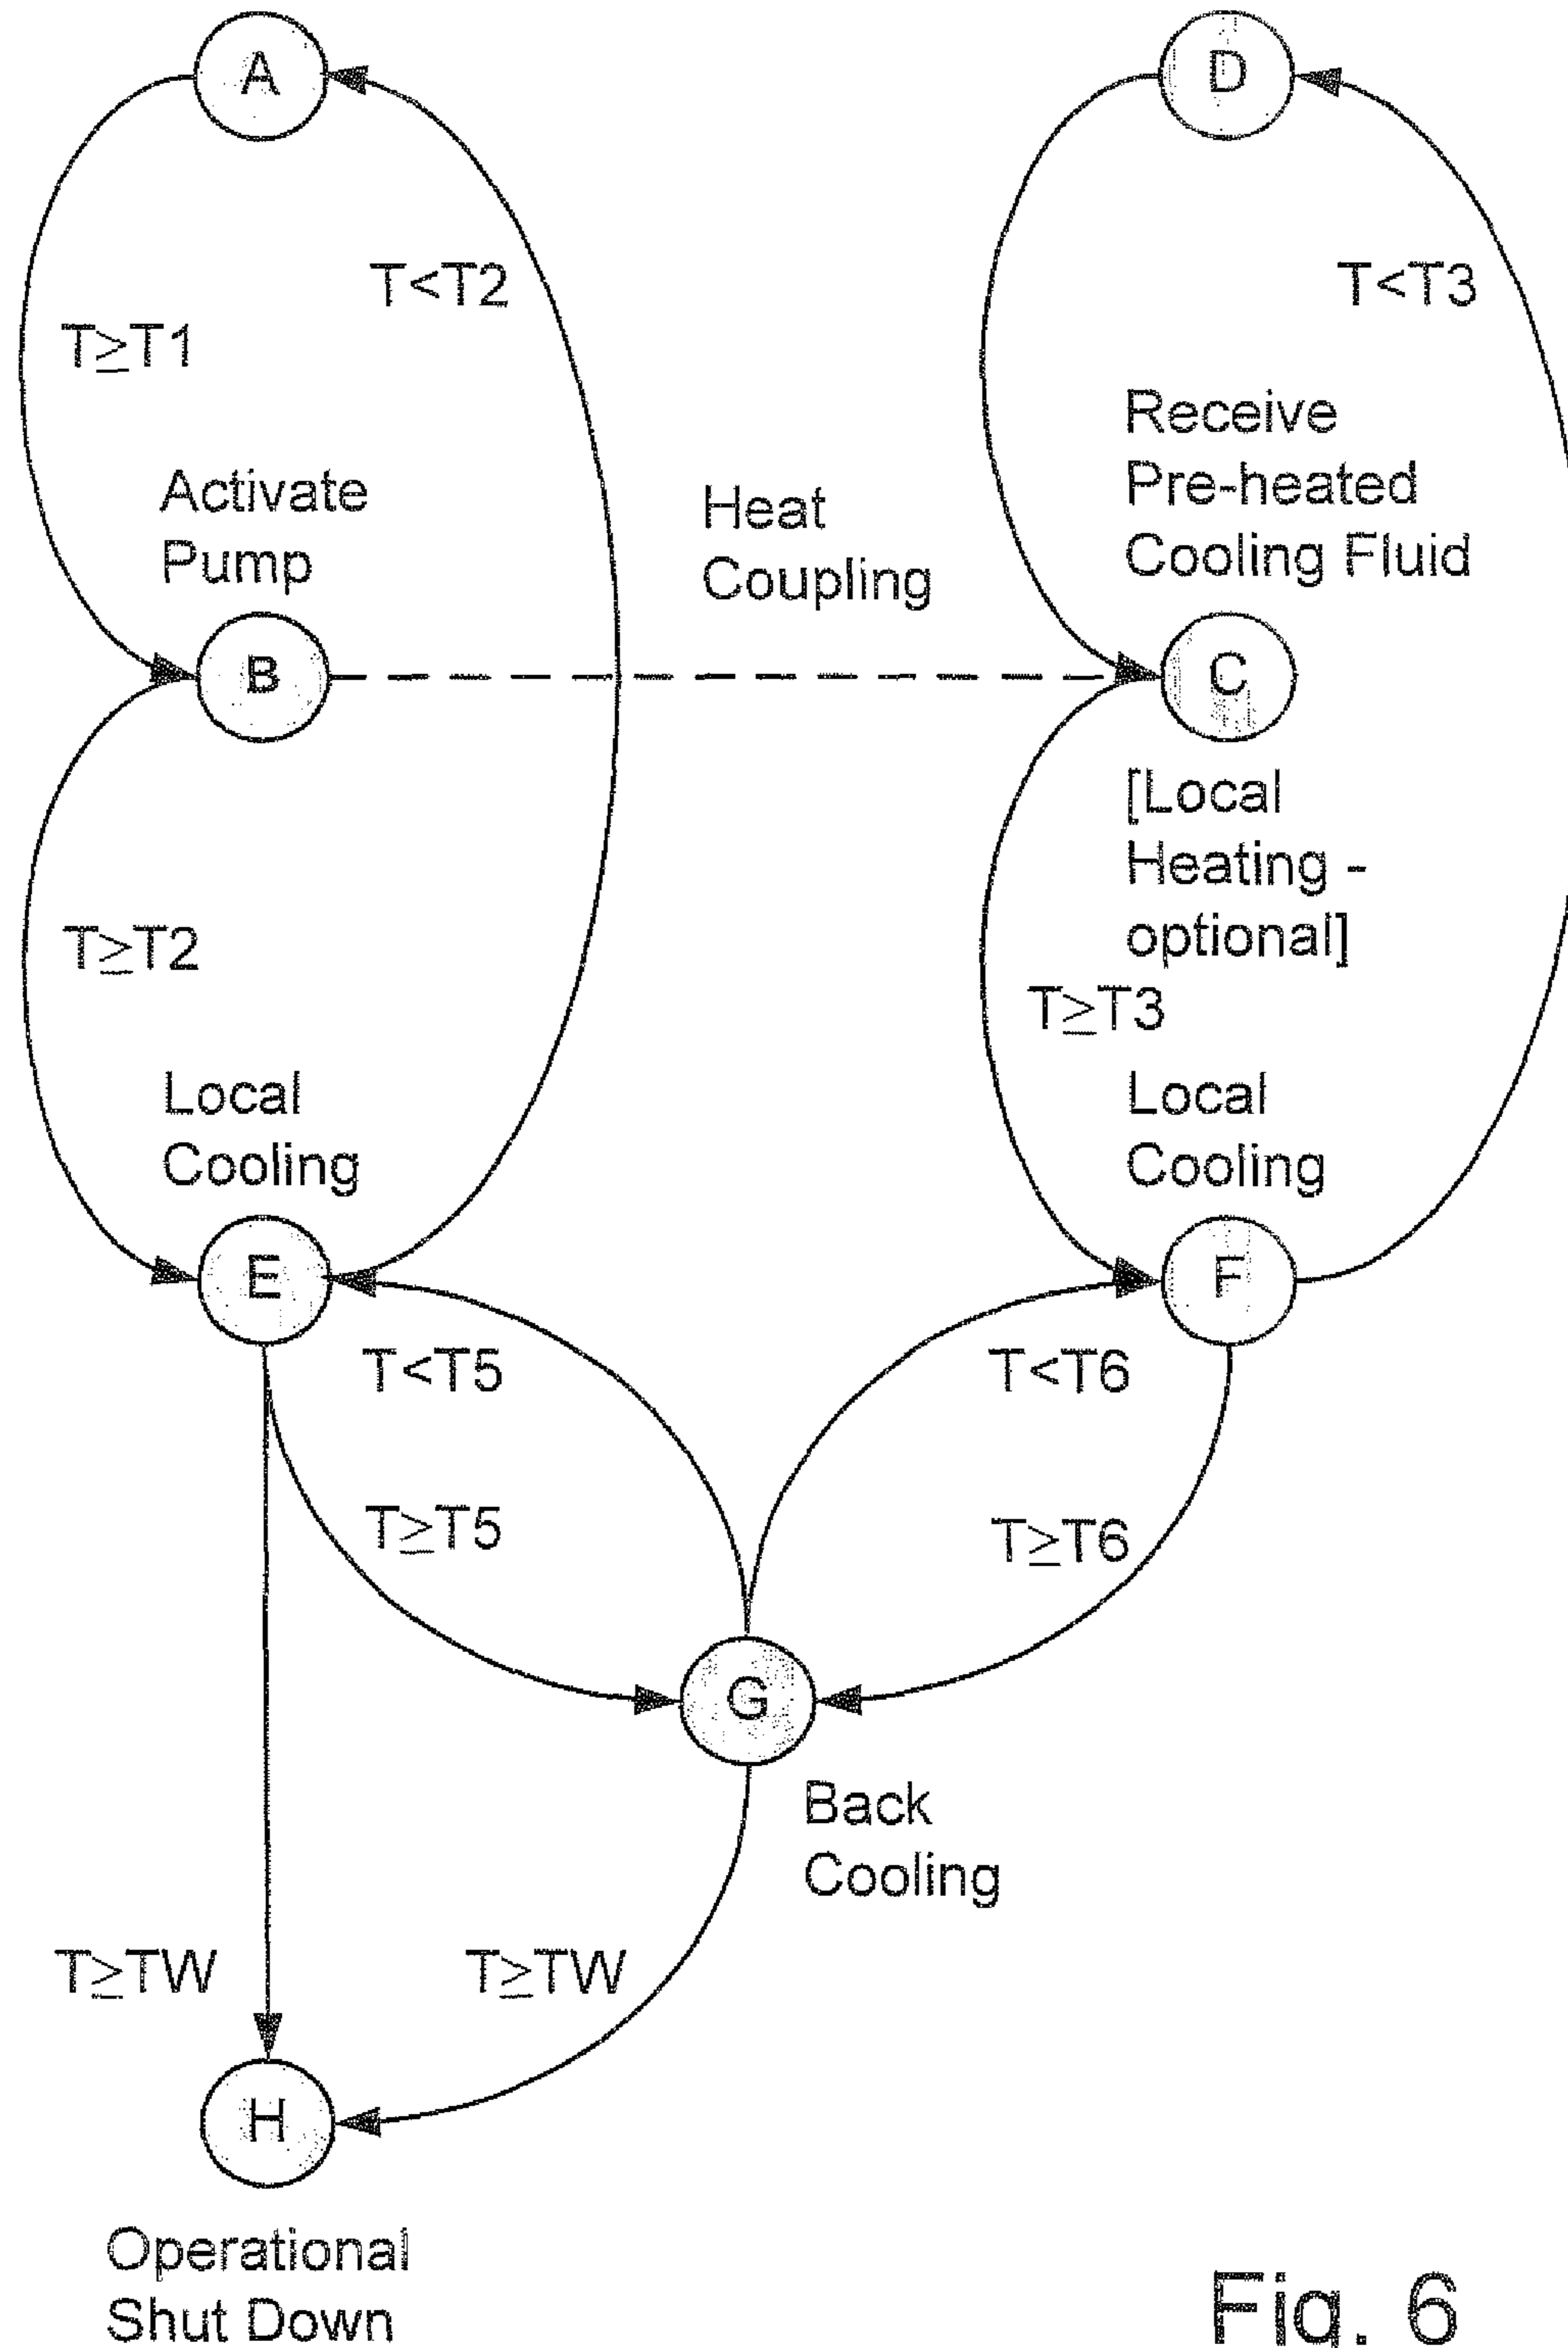 A
D
T<T2
T<T3
T≥T1
Receive
Pre-heated
Cooling Fluid
Activate
Pump
Heat
Coupling
B
C
[Local
Heating -
optional]
T≥T2
T≥T3
Local
Cooling
Local
Cooling
E
F
T<T5
T<T6
T≥T5
T≥T6
G
Back
Cooling
T≥TW
T≥TW
H
Operational
Shut Down
Fig. 6